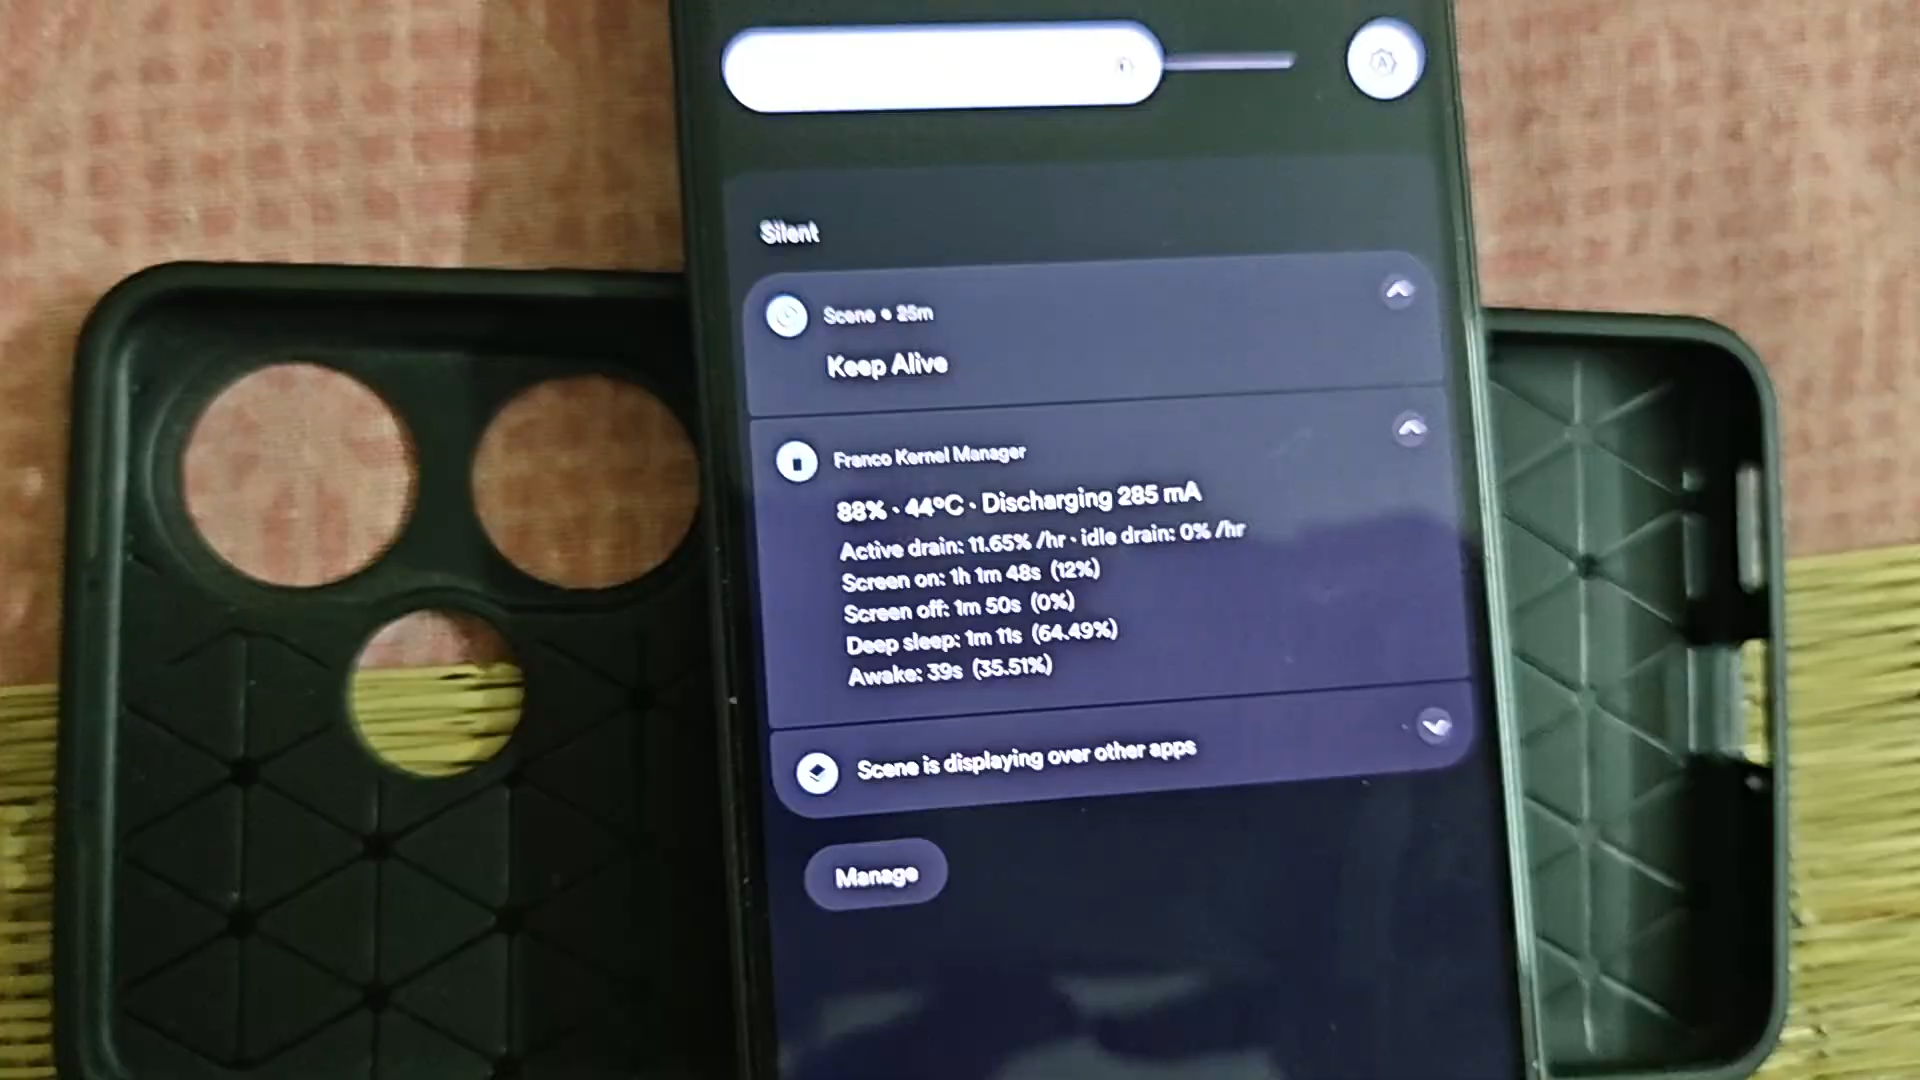 Silent
Scene • 25m
Keep Alive
Franco Kernel Manager
88% · 44ºC · Discharging 285 mA
Active drain: 11.65% /hr · idle drain: 0% /hr
Screen on: 1h 1m 48s (12%)
Screen off: 1m 50s (0%)
Deep sleep: 1m 11s (64.49%)
Awake: 39s (35.51%)
Scene is displaying over other apps
Manage